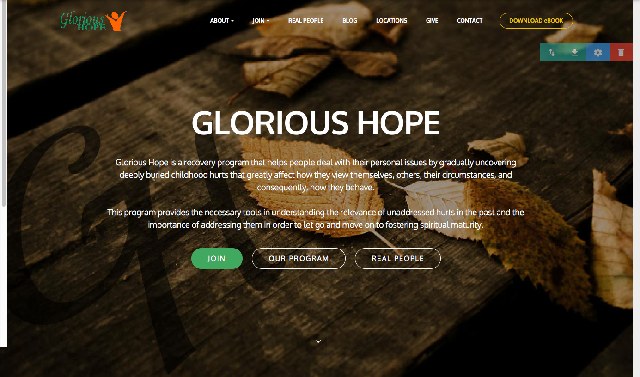 Glorious
HOPE
ABOUT
JOIN
REAL PEOPLE
BLOG
LOCATIONS
GIVE
CONTACT
DOWNLOAD eBOOK
GLORIOUS HOPE
Glorious Hope is a recovery program that helps people deal with their personal issues by gradually uncovering
deeply buried childhood hurts that greatly affect how they view themselves, others, their circumstances, and
consequently, how they behave.
This program provides the necessary tools in understanding the relevance of unaddressed hurts in the past and the
importance of addressing them in order to let go and move on to fostering spiritual maturity.
JOIN
OUR PROGRAM
REAL PEOPLE